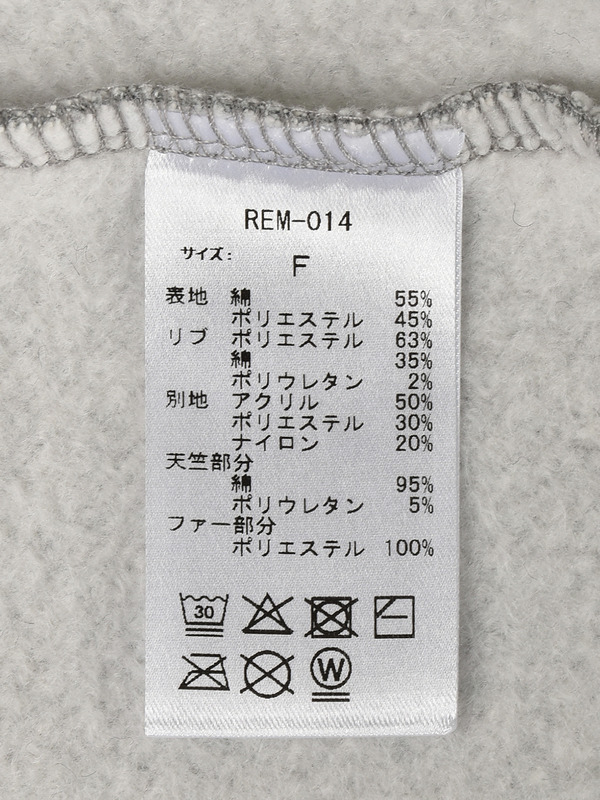 REM-014
サイズ: F
表地 綿 55%
ポリエステル 45%
リブ ポリエステル 63%
綿 35%
ポリウレタン 2%
別地 アクリル 50%
ポリエステル 30%
ナイロン 20%
天竺部分
綿 95%
ポリウレタン 5%
ファー部分
ポリエステル 100%
30
W